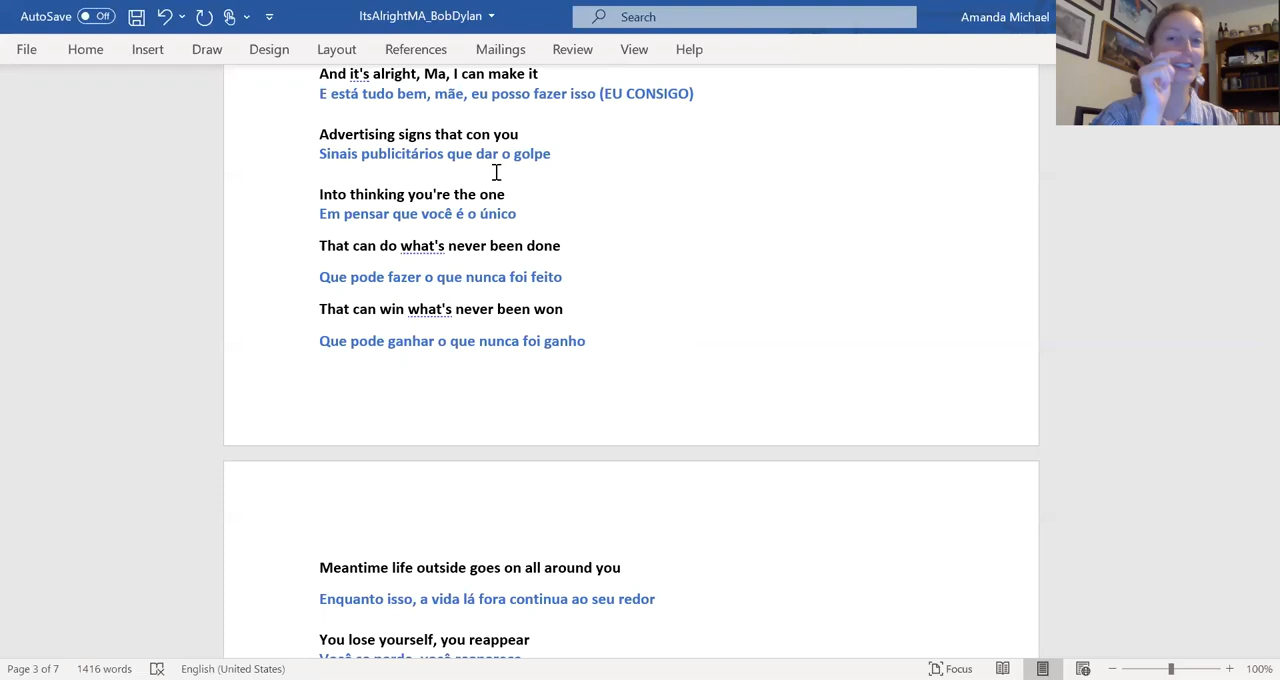 AutoSave Off ItsAlrightMA_BobDylan Search Amanda Michael
File Home Insert Draw Design Layout References Mailings Review View Help
And it's alright, Ma, I can make it
E está tudo bem, mãe, eu posso fazer isso (EU CONSIGO)
Advertising signs that con you
Sinais publicitários que dar o golpe
Into thinking you're the one
Em pensar que você é o único
That can do what's never been done
Que pode fazer o que nunca foi feito
That can win what's never been won
Que pode ganhar o que nunca foi ganho
Meantime life outside goes on all around you
Enquanto isso, a vida lá fora continua ao seu redor
You lose yourself, you reappear
Você se perde, você reaparece
Page 3 of 7 1416 words English (United States) Focus 100%